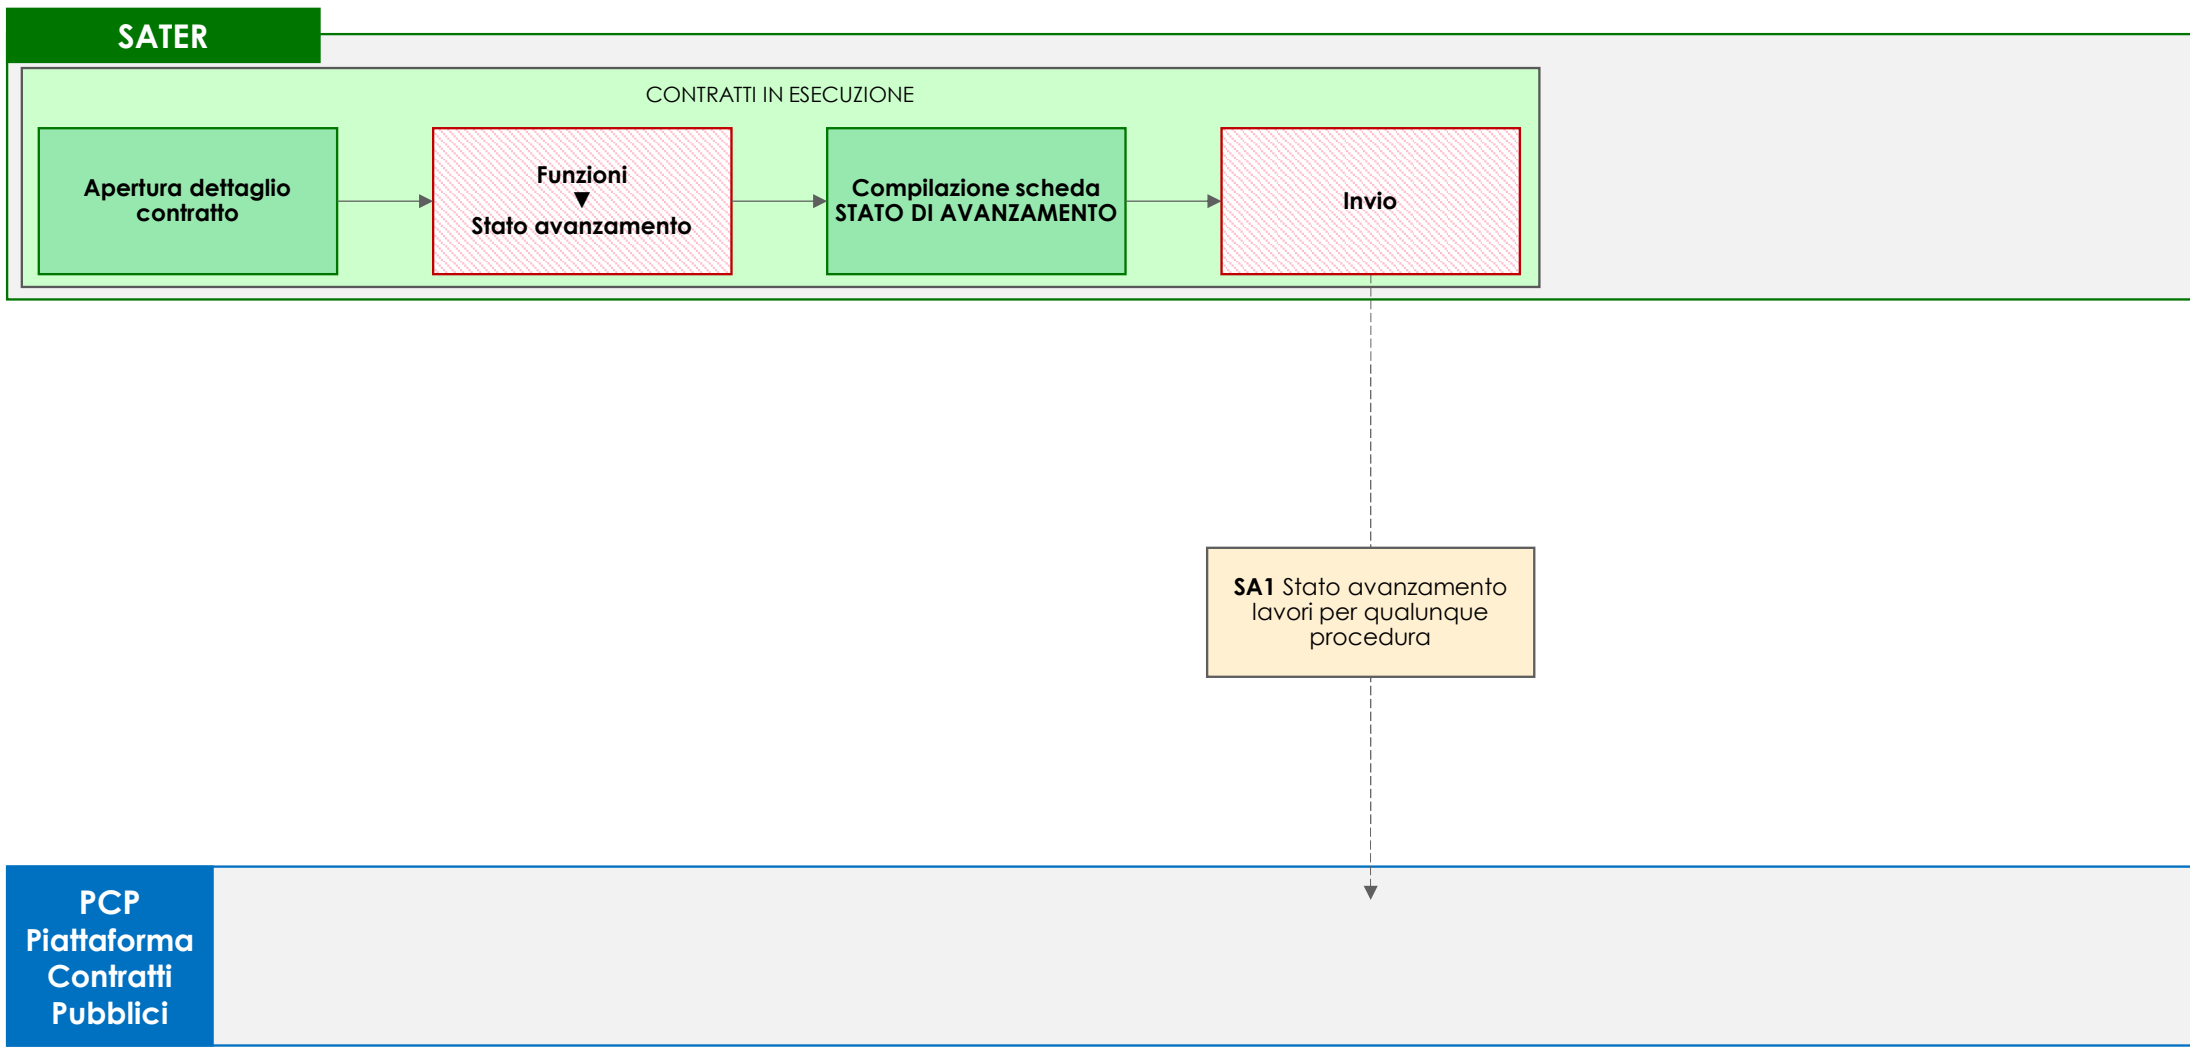 SATER
CONTRATTI IN ESECUZIONE
Apertura dettaglio
contratto
Funzioni
▼
Stato avanzamento
Compilazione scheda
STATO DI AVANZAMENTO
Invio
SA1 Stato avanzamento
lavori per qualunque
procedura
PCP
Piattaforma
Contratti
Pubblici